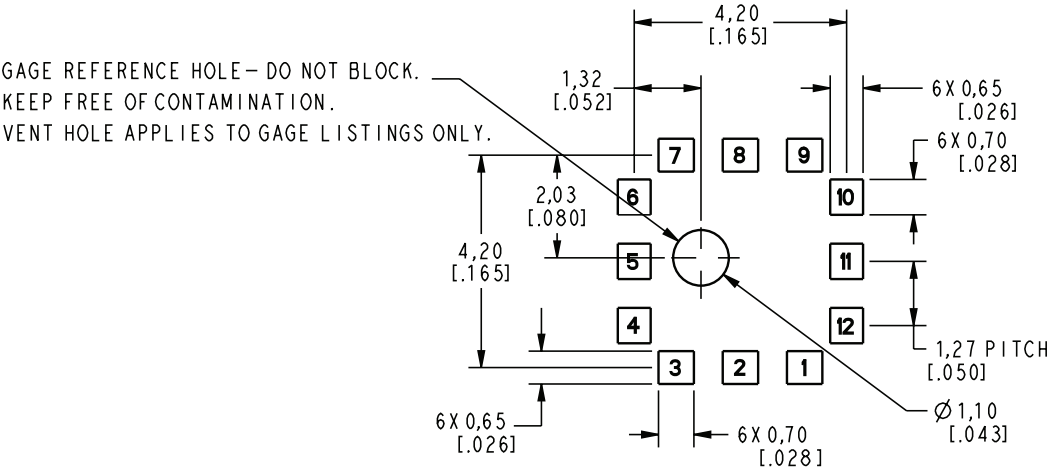 4,20
[.165]
GAGE REFERENCE HOLE— DO NOT BLOCK.
KEEP FREE OF CONTAMINATION.
VENT HOLE APPLIES TO GAGE LISTINGS ONLY.
1,32
[.052]
6X 0,65
[.026]
6X 0,70
[.028]
7
8
9
2,03
[.080]
6
10
4,20
[.165]
5
11
4
12
1,27 PITCH
[.050]
3
2
1
6X 0,65
[.026]
6X 0,70
[.028]
Ø 1,10
[.043]